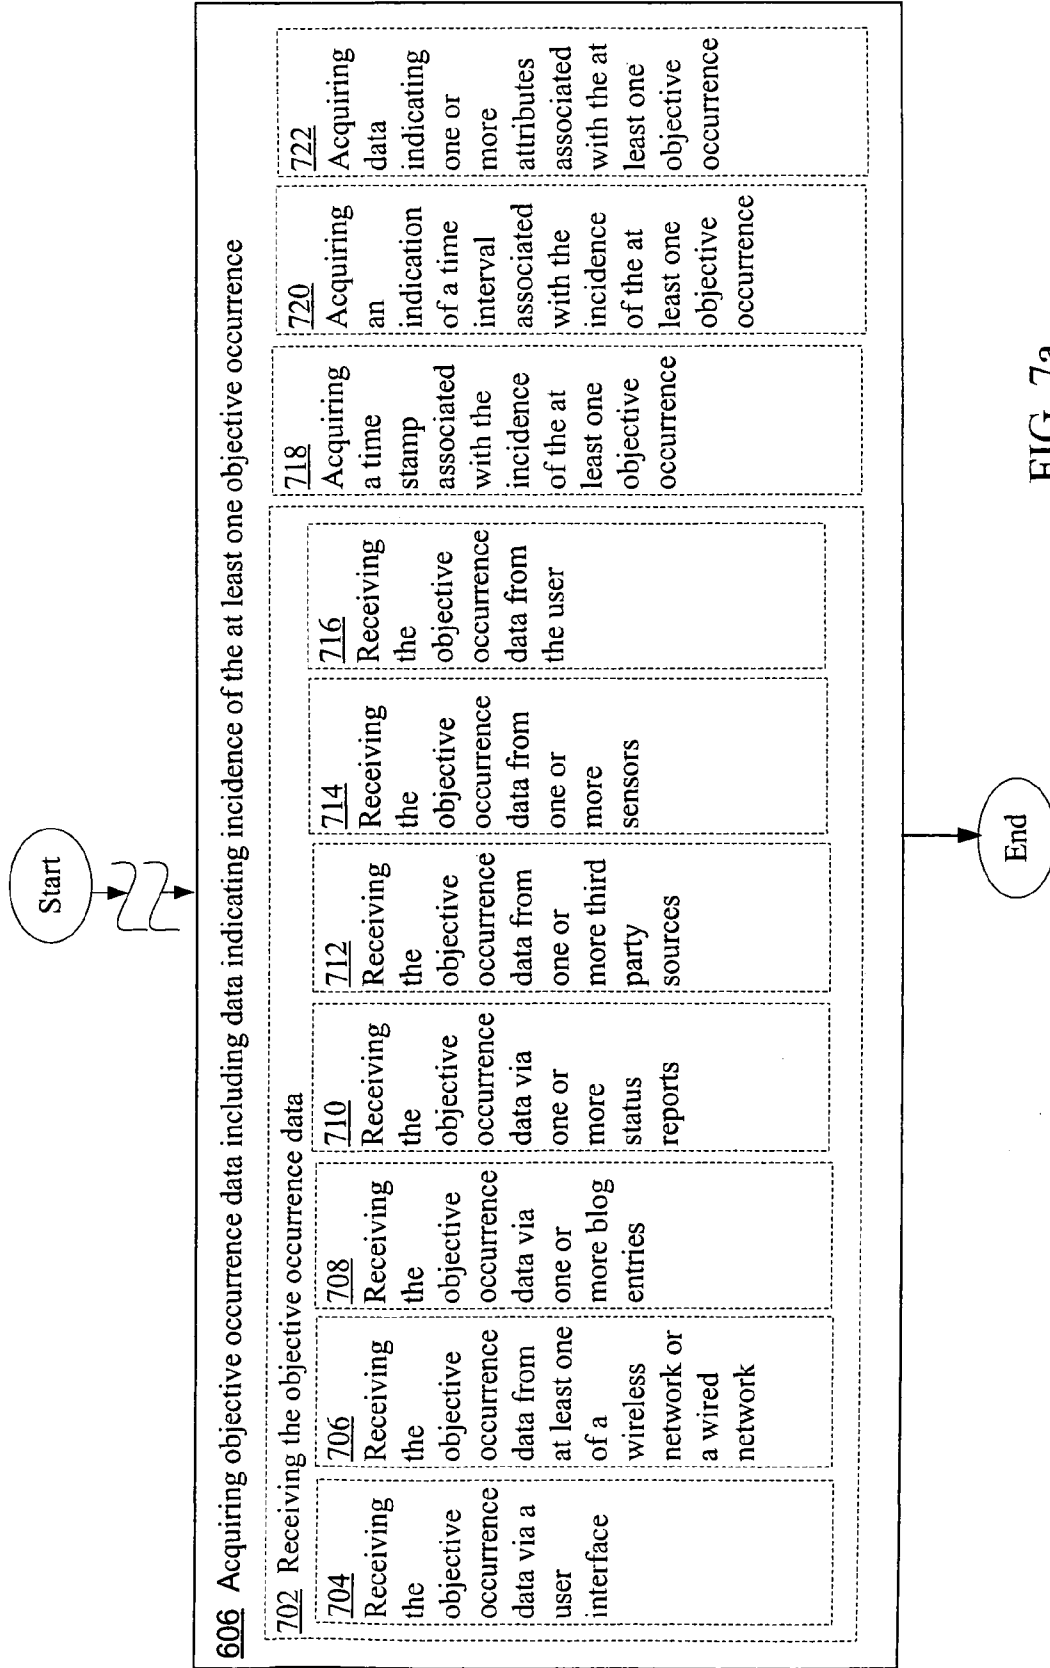 Start
606 Acquiring objective occurrence data including data indicating incidence of the at least one objective occurrence
702 Receiving the objective occurrence data
704
Receiving
the
objective
occurrence
data via a
user
interface
706
Receiving
the
objective
occurrence
data from
at least one
of a
wireless
network or
a wired
network
708
Receiving
the
objective
occurrence
data via
one or
more blog
entries
710
Receiving
the
objective
occurrence
data via
one or
more
status
reports
712
Receiving
the
objective
occurrence
data from
one or
more third
party
sources
714
Receiving
the
objective
occurrence
data from
one or
more
sensors
716
Receiving
the
objective
occurrence
data from
the user
718
Acquiring
a time
stamp
associated
with the
incidence
of the at
least one
objective
occurrence
720
Acquiring
an
indication
of a time
interval
associated
with the
incidence
of the at
least one
objective
occurrence
722
Acquiring
data
indicating
one or
more
attributes
associated
with the at
least one
objective
occurrence
End
FIG. 7a